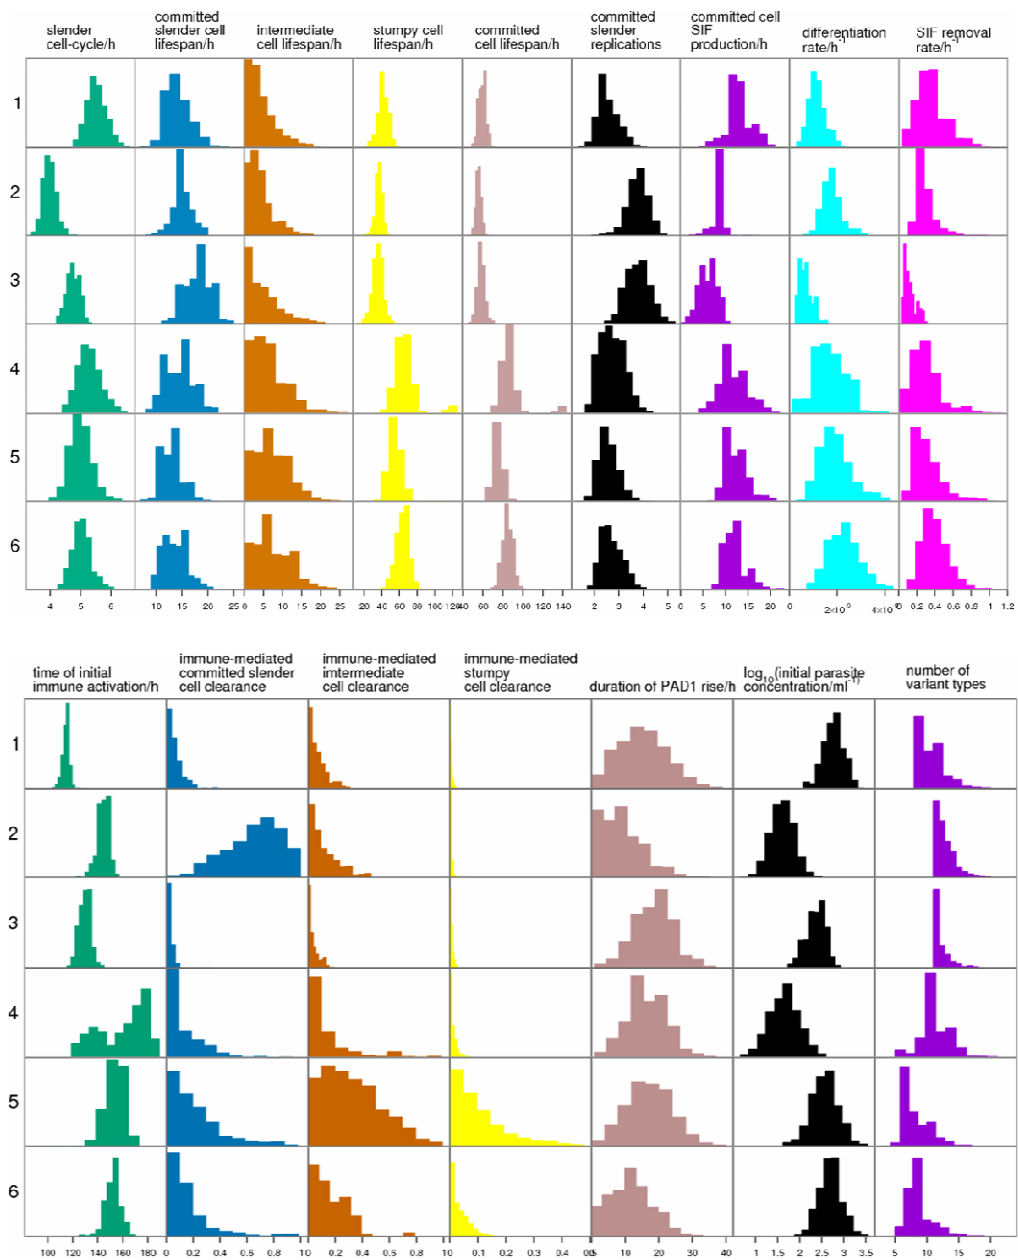 slender
cell-cycle/h
committed
slender cell
lifespan/h
intermediate
cell lifespan/h
stumpy cell
lifespan/h
committed
cell lifespan/h
committed
slender
replications
committed cell
SIF
production/h
differentiation
rate/h⁻¹
SIF removal
rate/h⁻¹
1
2
3
4
5
6
4 5 6
10 15 20 25
0 5 10 15 20 25
20 40 60 80 100 120
40 60 80 100 120 140
2 3 4 5
0 5 10 15 20
0
0 0.2 0.4 0.6 0.8 1 1.2
time of initial
immune activation/h
immune-mediated
committed slender
cell clearance
immune-mediated
intermediate
cell clearance
immune-mediated
stumpy
cell clearance
duration of PAD1 rise/h
log₁₀(initial parasite
concentration/ml⁻¹)
number of
variant types
1
2
3
4
5
6
100 120 140 160 180
0 0.2 0.4 0.6 0.8
0 0.2 0.4 0.6 0.8
0 0.1 0.2 0.3 0.4
10 20 30 40
1 1.5 2 2.5 3 3.5
5 10 15 20